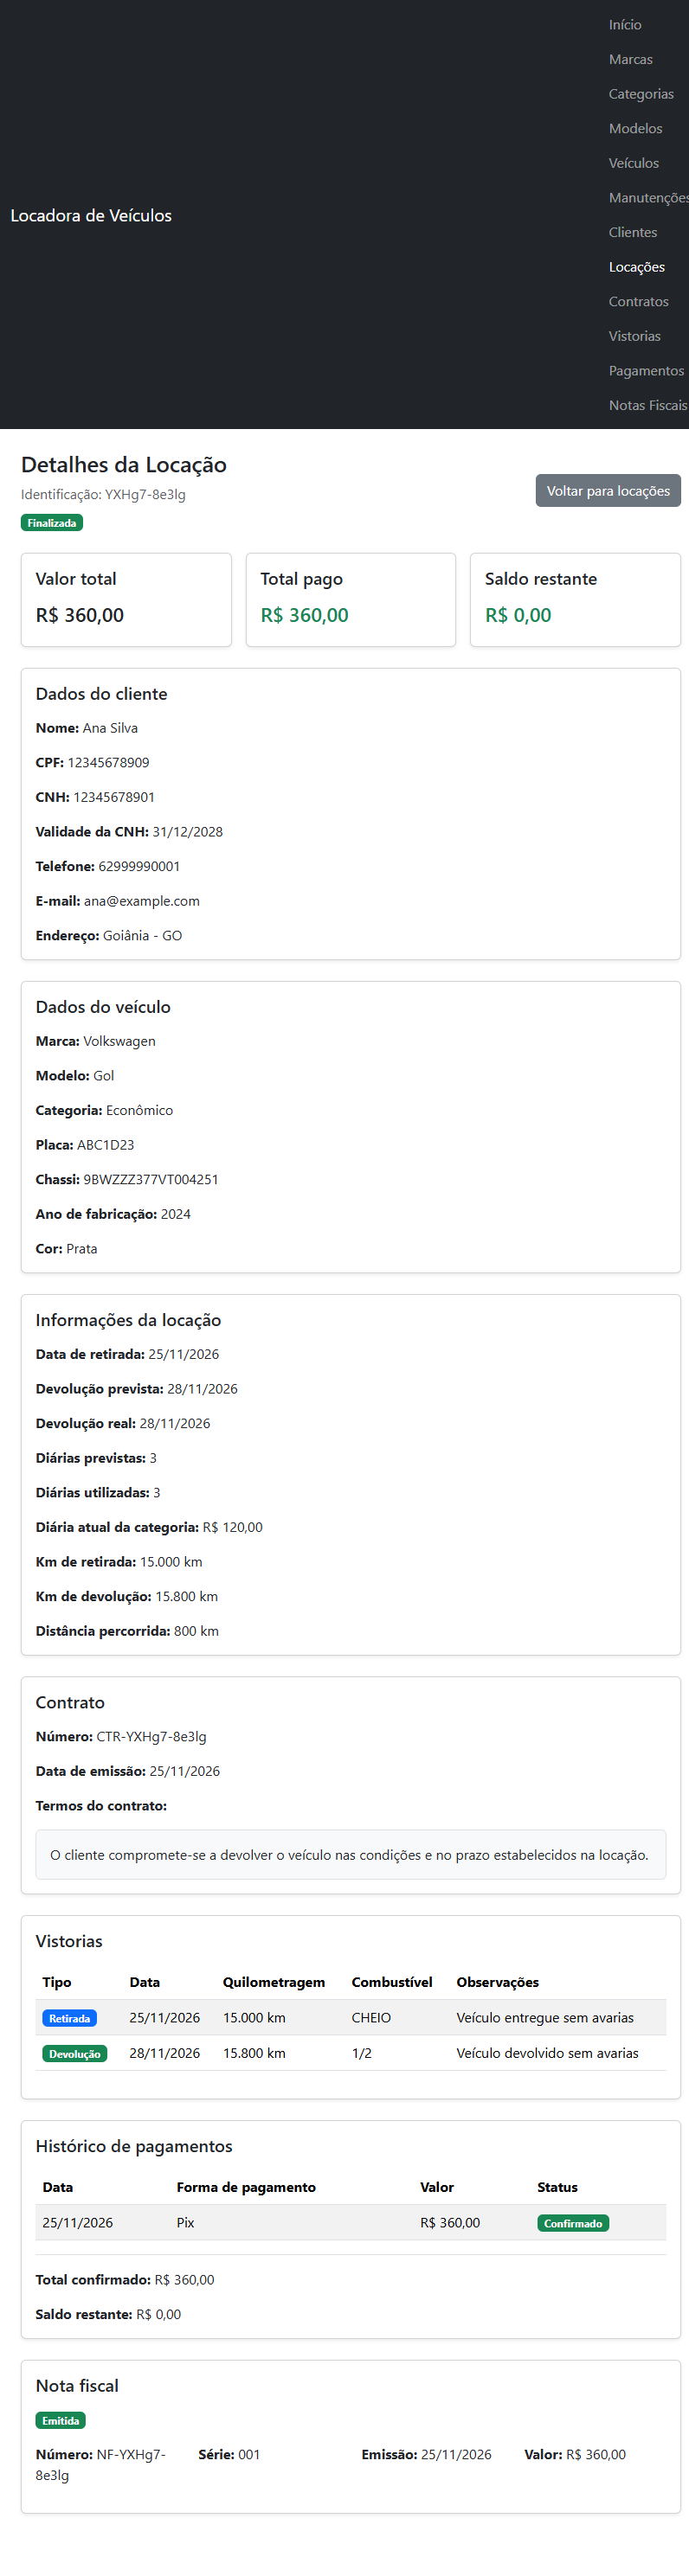 Início
Marcas
Categorias
Modelos
Veículos
Manutenções
Locadora de Veículos
Clientes
Locações
Contratos
Vistorias
Pagamentos
Notas Fiscais
Detalhes da Locação
Identificação: YXHg7-8e3lg
Finalizada
Voltar para locações
Valor total
R$ 360,00
Total pago
R$ 360,00
Saldo restante
R$ 0,00
Dados do cliente
Nome: Ana Silva
CPF: 12345678909
CNH: 12345678901
Validade da CNH: 31/12/2028
Telefone: 62999990001
E-mail: ana@example.com
Endereço: Goiânia - GO
Dados do veículo
Marca: Volkswagen
Modelo: Gol
Categoria: Econômico
Placa: ABC1D23
Chassi: 9BWZZZ377VT004251
Ano de fabricação: 2024
Cor: Prata
Informações da locação
Data de retirada: 25/11/2026
Devolução prevista: 28/11/2026
Devolução real: 28/11/2026
Diárias previstas: 3
Diárias utilizadas: 3
Diária atual da categoria: R$ 120,00
Km de retirada: 15.000 km
Km de devolução: 15.800 km
Distância percorrida: 800 km
Contrato
Número: CTR-YXHg7-8e3lg
Data de emissão: 25/11/2026
Termos do contrato:
O cliente compromete-se a devolver o veículo nas condições e no prazo estabelecidos na locação.
Vistorias
Tipo Data Quilometragem Combustível Observações
Retirada 25/11/2026 15.000 km CHEIO Veículo entregue sem avarias
Devolução 28/11/2026 15.800 km 1/2 Veículo devolvido sem avarias
Histórico de pagamentos
Data Forma de pagamento Valor Status
25/11/2026 Pix R$ 360,00 Confirmado
Total confirmado: R$ 360,00
Saldo restante: R$ 0,00
Nota fiscal
Emitida
Número: NF-YXHg7-8e3lg Série: 001 Emissão: 25/11/2026 Valor: R$ 360,00